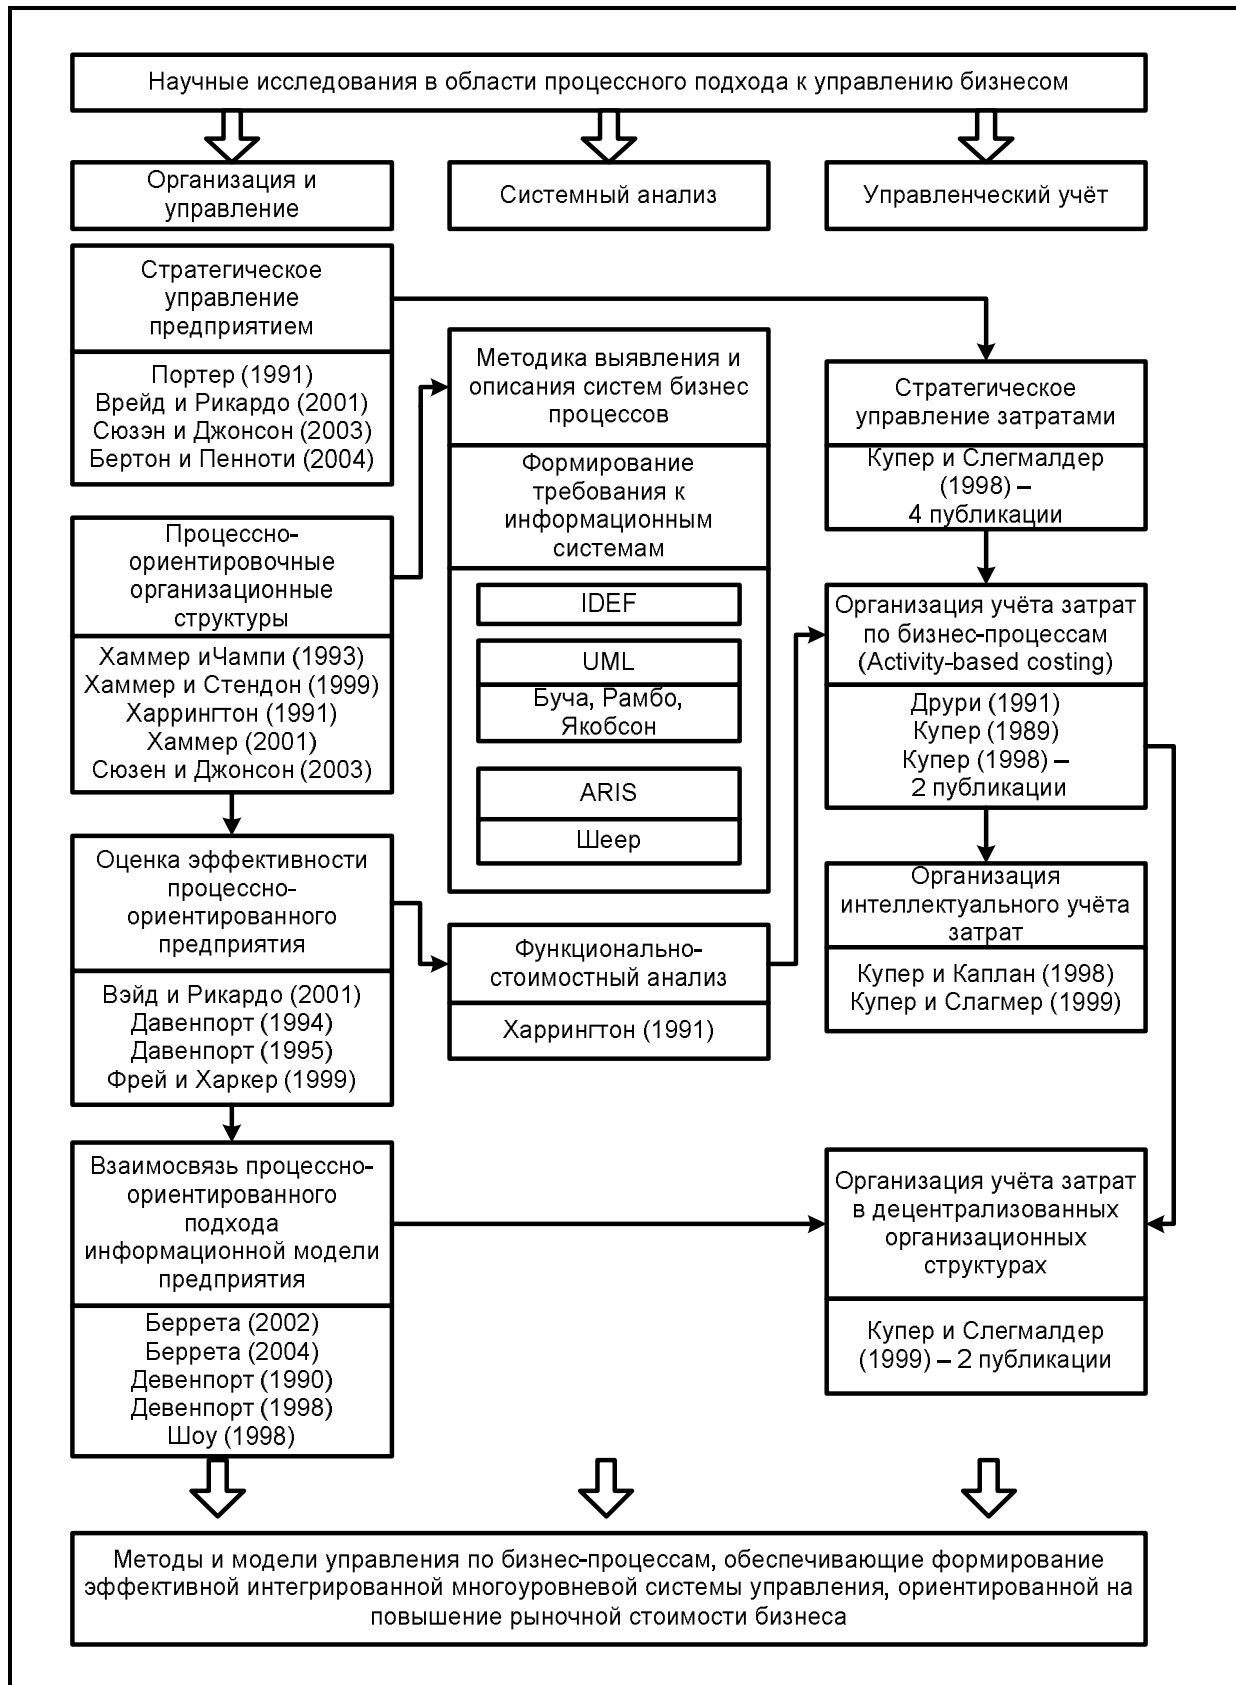 Научные исследования в области процессного подхода к управлению бизнесом
Организация и
управление
Системный анализ
Управленческий учёт
Стратегическое
управление
предприятием
Портер (1991)
Врейд и Рикардо (2001)
Сюзэн и Джонсон (2003)
Бертон и Пенноти (2004)
Процессно-
ориентировочные
организационные
структуры
Хаммер иЧампи (1993)
Хаммер и Стендон (1999)
Харрингтон (1991)
Хаммер (2001)
Сюзен и Джонсон (2003)
Оценка эффективности
процессно-
ориентированного
предприятия
Вэйд и Рикардо (2001)
Давенпорт (1994)
Давенпорт (1995)
Фрей и Харкер (1999)
Взаимосвязь процессно-
ориентированного
подхода
информационной модели
предприятия
Беррета (2002)
Беррета (2004)
Девенпорт (1990)
Девенпорт (1998)
Шоу (1998)
Методика выявления и
описания систем бизнес
процессов
Формирование
требования к
информационным
системам
IDEF
UML
Буча, Рамбо,
Якобсон
ARIS
Шеер
Функционально-
стоимостный анализ
Харрингтон (1991)
Стратегическое
управление затратами
Купер и Слегмалдер
(1998) –
4 публикации
Организация учёта затрат
по бизнес-процессам
(Activity-based costing)
Друри (1991)
Купер (1989)
Купер (1998) –
2 публикации
Организация
интеллектуального учёта
затрат
Купер и Каплан (1998)
Купер и Слагмер (1999)
Организация учёта затрат
в децентрализованных
организационных
структурах
Купер и Слегмалдер
(1999) – 2 публикации
Методы и модели управления по бизнес-процессам, обеспечивающие формирование
эффективной интегрированной многоуровневой системы управления, ориентированной на
повышение рыночной стоимости бизнеса